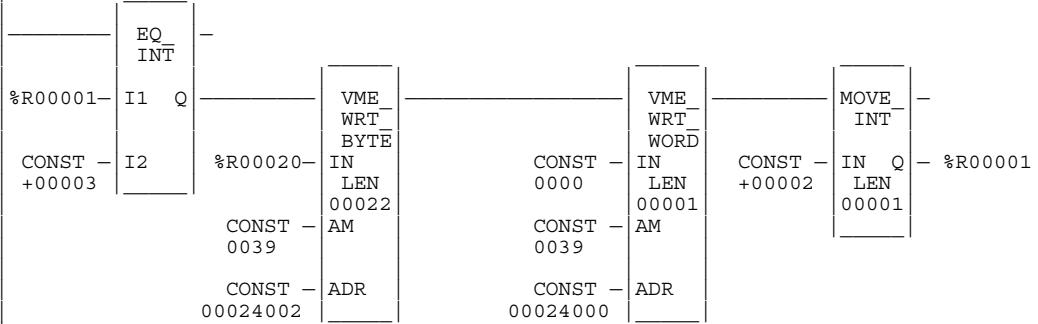 EQ_
INT
%R00001 I1 Q VME_ VME_ MOVE_
WRT_ WRT_ INT
BYTE WORD
CONST I2 %R00020 IN CONST IN CONST IN Q %R00001
+00003 LEN 0000 LEN +00002 LEN
00022 00001 00001
CONST AM CONST AM
0039 0039
CONST ADR CONST ADR
00024002 00024000